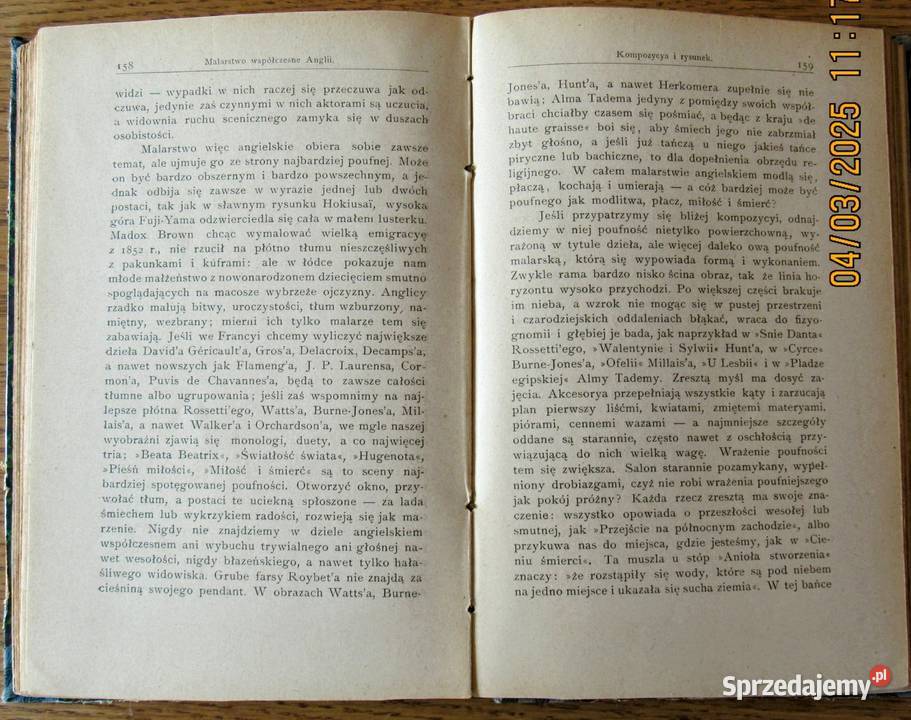 158
Malarstwo współczesne Anglii.
widzi — wypadki w nich raczej się przeczuwa jak od-
czuwa, jedynie zaś czynnymi w nich aktorami są uczucia,
a widownia ruchu scenicznego zamyka się w duszach
osobistości.
Malarstwo więc angielskie obiera sobie zawsze
temat, ale ujmuje go ze strony najbardziej poufnej. Może
on być bardzo obszernym i bardzo powszechnym, a je-
dnak odbija się zawsze w wyrazie jednej lub dwóch
postaci, tak jak w sławnym rysunku Hokiusaï, wysoka
góra Fuji-Yama odzwierciedla się cała w małem lusterku.
Madox Brown chcąc wymalować wielką emigracyę
z 1852 r., nie rzucił na płótno tłumu nieszczęśliwych
z pakunkami i kuframi: ale w łódce pokazuje nam
młode małżeństwo z nowonarodzonem dziecięciem smutno
spoglądających na macosze wybrzeże ojczyzny. Anglicy
rzadko malują bitwy, uroczystości, tłum wzburzony, na-
miętny, wezbrany; mierni ich tylko malarze tem się
zabawiają. Jeśli we Francyi chcemy wyliczyć największe
dzieła David'a Géricault'a, Gros'a, Delacroix, Decamps'a,
a nawet nowszych jak Flameng'a, J. P. Laurensa, Cor-
mon'a, Puvis de Chavannes'a, będą to zawsze całości
tłumne albo ugrupowania; jeśli zaś wspomnimy na naj-
lepsze płótna Rossetti'ego, Watts'a, Burne-Jones'a, Mil-
lais'a, a nawet Walker'a i Orchardson'a, we mgle naszej
wyobraźni zjawią się monologi, duety, a co najwięcej
tria; »Beata Beatrix«, »Światłość świata«, »Hugenota«,
»Pieśń miłości«, »Miłość i śmierć« są to sceny naj-
bardziej spotęgowanej poufności. Otworzyć okno, przy-
wołać tłum, a postaci te uciekną spłoszone — za lada
śmiechem lub wykrzykiem radości, rozwieją się jak ma-
rzenie. Nigdy nie znajdziemy w dziele angielskiem
współczesnem ani wybuchu trywialnego ani głośnej na-
wet wesołości, nigdy błazeńskiego, a nawet tylko hała-
śliwego widowiska. Grube farsy Roybet'a nie znajdą za
cieśniną swojego pendant. W obrazach Watts'a, Burne-
Kompozycya i rysunek.
159
Jones'a, Hunt'a, a nawet Herkomera zupełnie się nie
bawią; Alma Tadema jedyny z pomiędzy swoich współ-
braci chciałby czasem się pośmiać, a będąc z kraju »de
haute graisse« boi się, aby śmiech jego nie zabrzmiał
zbyt głośno, a jeśli już tańczą u niego jakieś tańce
piryczne lub bachiczne, to dla dopełnienia obrzędu re-
ligijnego. W całem malarstwie angielskiem modlą się,
płaczą, kochają i umierają — a cóż bardziej może być
poufnego jak modlitwa, płacz, miłość i śmierć?
Jeśli przypatrzymy się bliżej kompozycyi, odnaj-
dziemy w niej poufność nietylko powierzchowną, wy-
rażoną w tytule dzieła, ale więcej daleko ową poufność
malarską, którą się wypowiada formą i wykonaniem.
Zwykle rama bardzo nisko ścina obraz, tak że linia ho-
ryzontu wysoko przychodzi. Po większej części brakuje
im nieba, a wzrok nie mogąc się w pustej przestrzeni
i czarodziejskich oddaleniach błąkać, wraca do fizyo-
gnomii i głębiej je bada, jak naprzykład w »Snie Danta«
Rossetti'ego, »Walentynie i Sylwii« Hunt'a, w »Cyrce«
Burne-Jones'a, »Ofelii« Millais'a, »U Lesbii« i w »Pladze
egipskiej« Almy Tademy. Zresztą myśl ma dosyć za-
jęcia. Akcesorya przepełniają wszystkie kąty i zarzucają
plan pierwszy liśćmi, kwiatami, zmiętemi materyami,
piórami, cennemi wazami — a najmniejsze szczegóły
oddane są starannie, często nawet z oschłością przy-
wiązującą do nich wielką wagę. Wrażenie poufności
tem się zwiększa. Salon starannie pozamykany, wypeł-
niony drobiazgami, czyż nie robi wrażenia poufniejszego
jak pokój próżny? Każda rzecz zresztą ma swoje zna-
czenie: wszystko opowiada o przeszłości wesołej lub
smutnej, jak »Przejście na północnym zachodzie«, albo
przykuwa nas do miejsca, gdzie jesteśmy, jak w »Cie-
niu śmierci«. Ta muszla u stóp »Anioła stworzenia«
znaczy: »że rozstąpiły się wody, które są pod niebem
na jedno miejsce i ukazała się sucha ziemia«. W tej bańce
04/03/2025 11:17
Sprzedajemy.pl